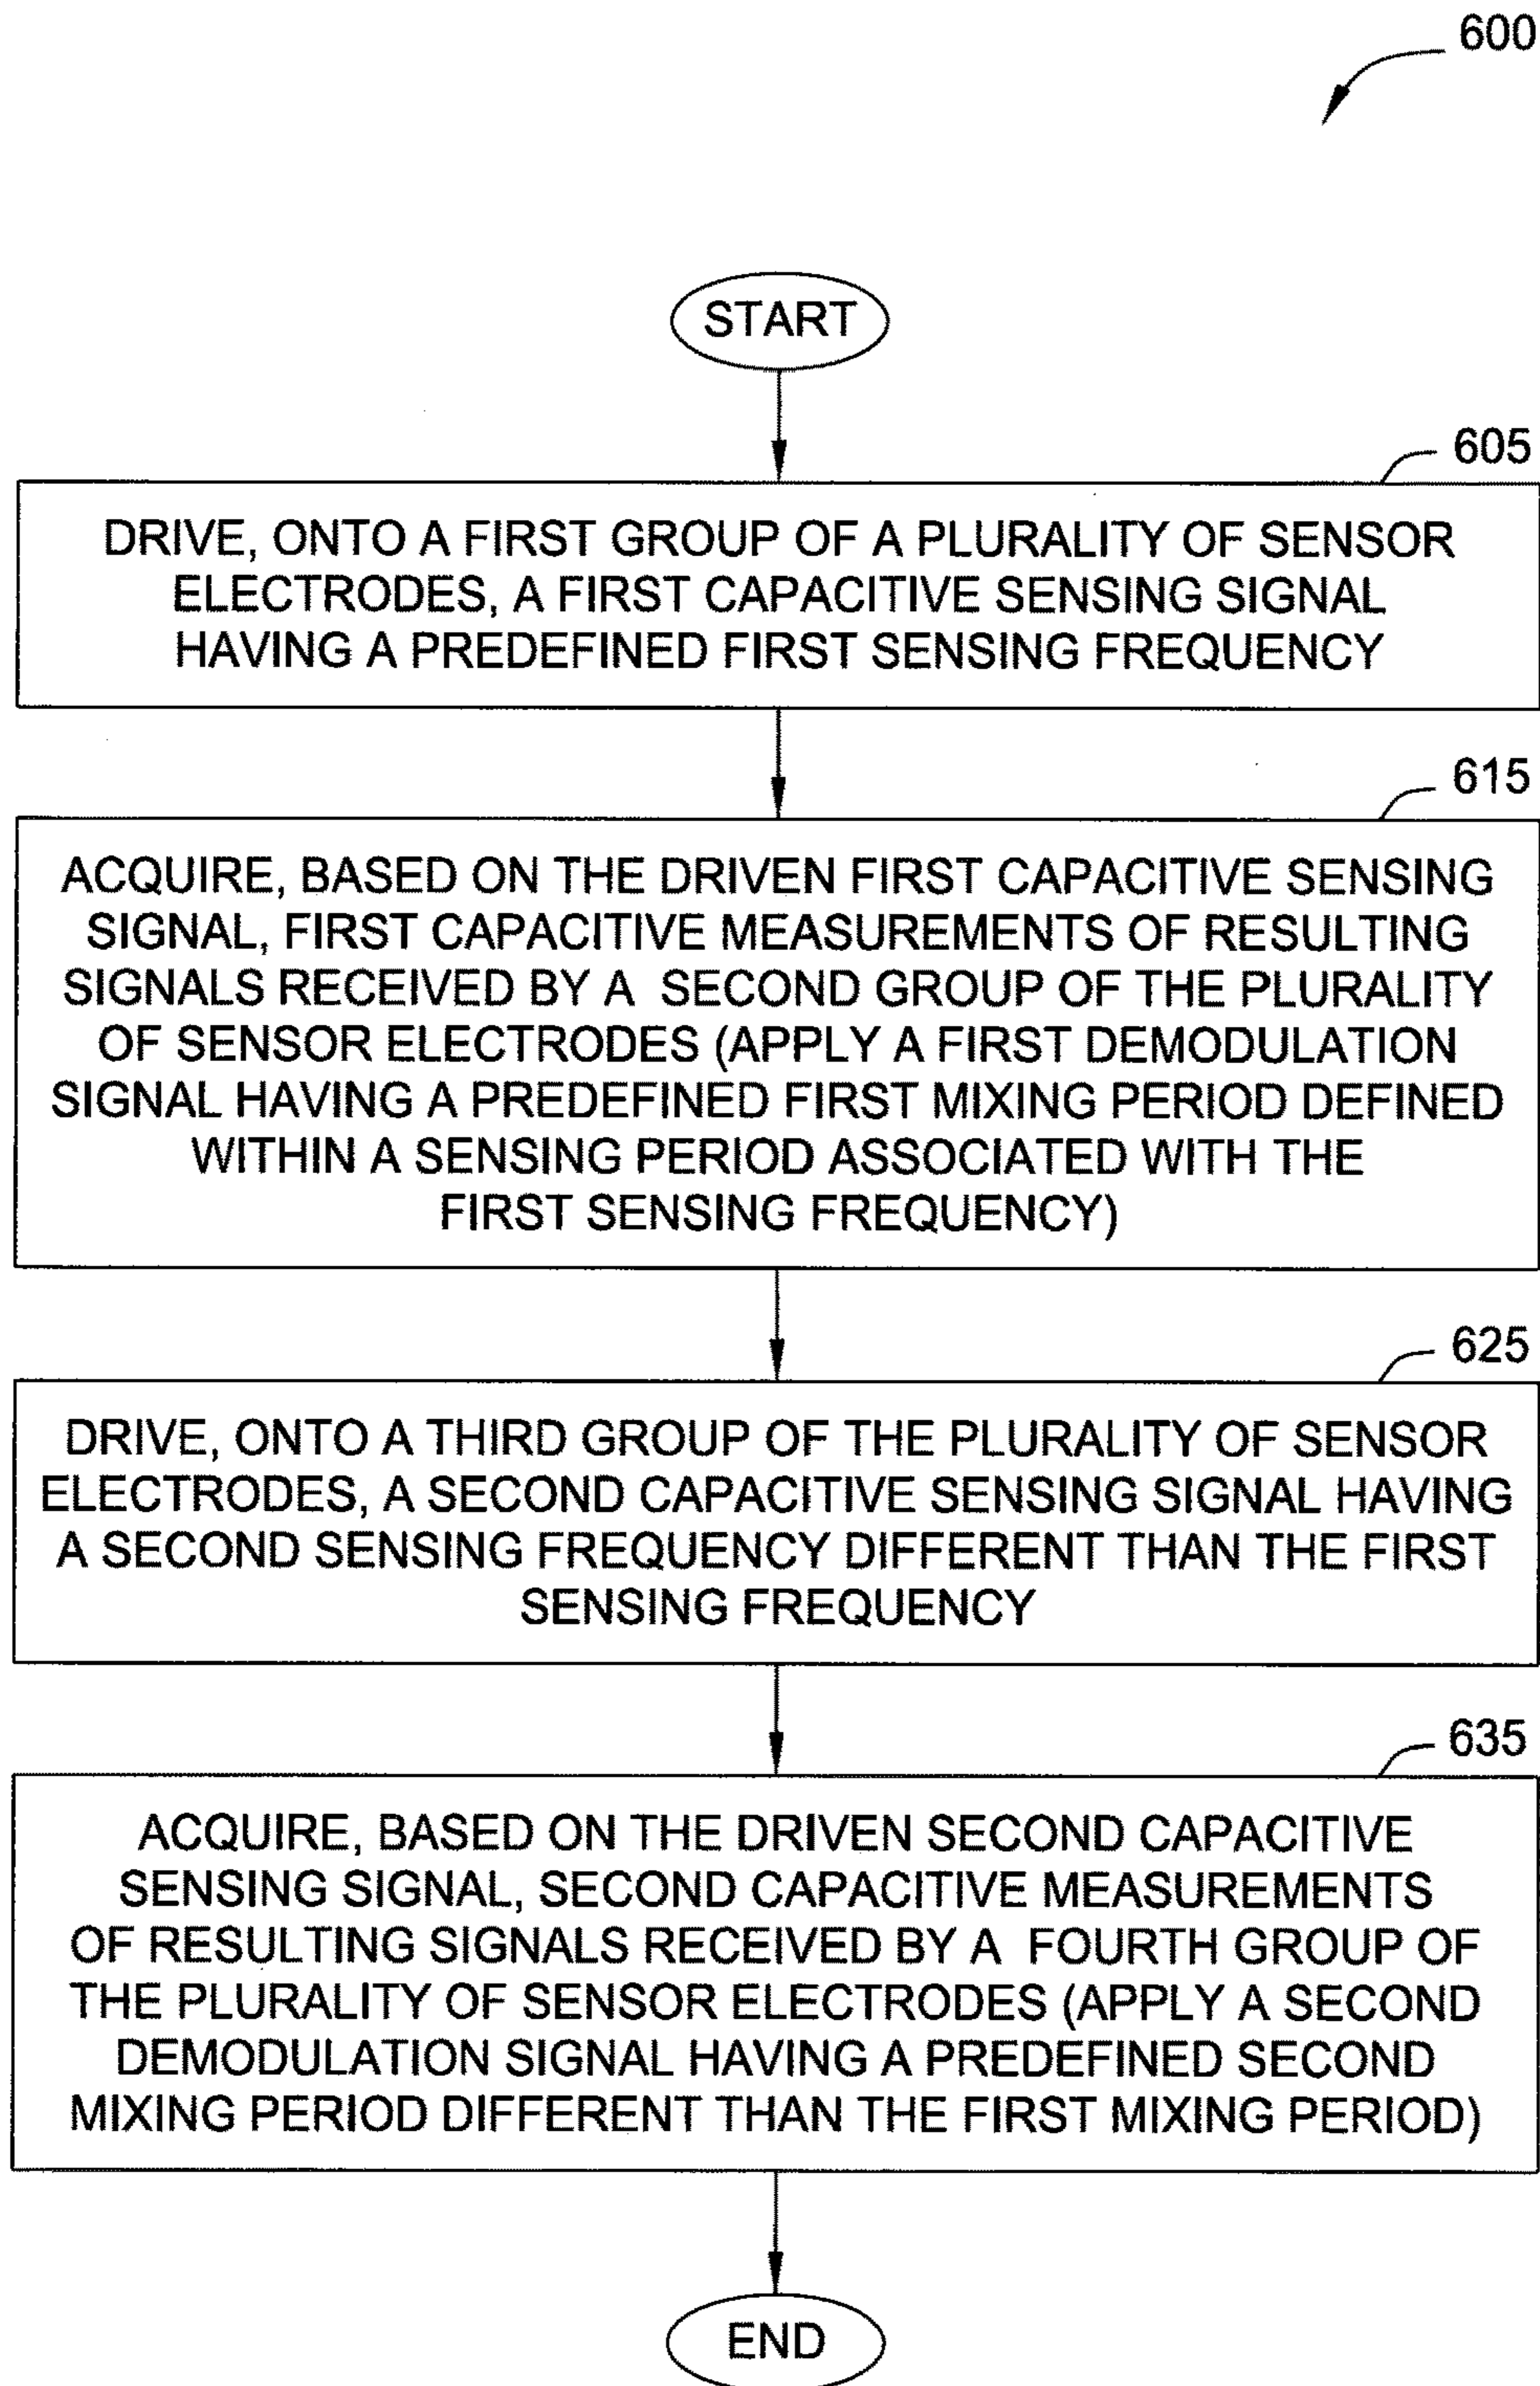 600
START
605
DRIVE, ONTO A FIRST GROUP OF A PLURALITY OF SENSOR
ELECTRODES, A FIRST CAPACITIVE SENSING SIGNAL
HAVING A PREDEFINED FIRST SENSING FREQUENCY
615
ACQUIRE, BASED ON THE DRIVEN FIRST CAPACITIVE SENSING
SIGNAL, FIRST CAPACITIVE MEASUREMENTS OF RESULTING
SIGNALS RECEIVED BY A SECOND GROUP OF THE PLURALITY
OF SENSOR ELECTRODES (APPLY A FIRST DEMODULATION
SIGNAL HAVING A PREDEFINED FIRST MIXING PERIOD DEFINED
WITHIN A SENSING PERIOD ASSOCIATED WITH THE
FIRST SENSING FREQUENCY)
625
DRIVE, ONTO A THIRD GROUP OF THE PLURALITY OF SENSOR
ELECTRODES, A SECOND CAPACITIVE SENSING SIGNAL HAVING
A SECOND SENSING FREQUENCY DIFFERENT THAN THE FIRST
SENSING FREQUENCY
635
ACQUIRE, BASED ON THE DRIVEN SECOND CAPACITIVE
SENSING SIGNAL, SECOND CAPACITIVE MEASUREMENTS
OF RESULTING SIGNALS RECEIVED BY A FOURTH GROUP OF
THE PLURALITY OF SENSOR ELECTRODES (APPLY A SECOND
DEMODULATION SIGNAL HAVING A PREDEFINED SECOND
MIXING PERIOD DIFFERENT THAN THE FIRST MIXING PERIOD)
END